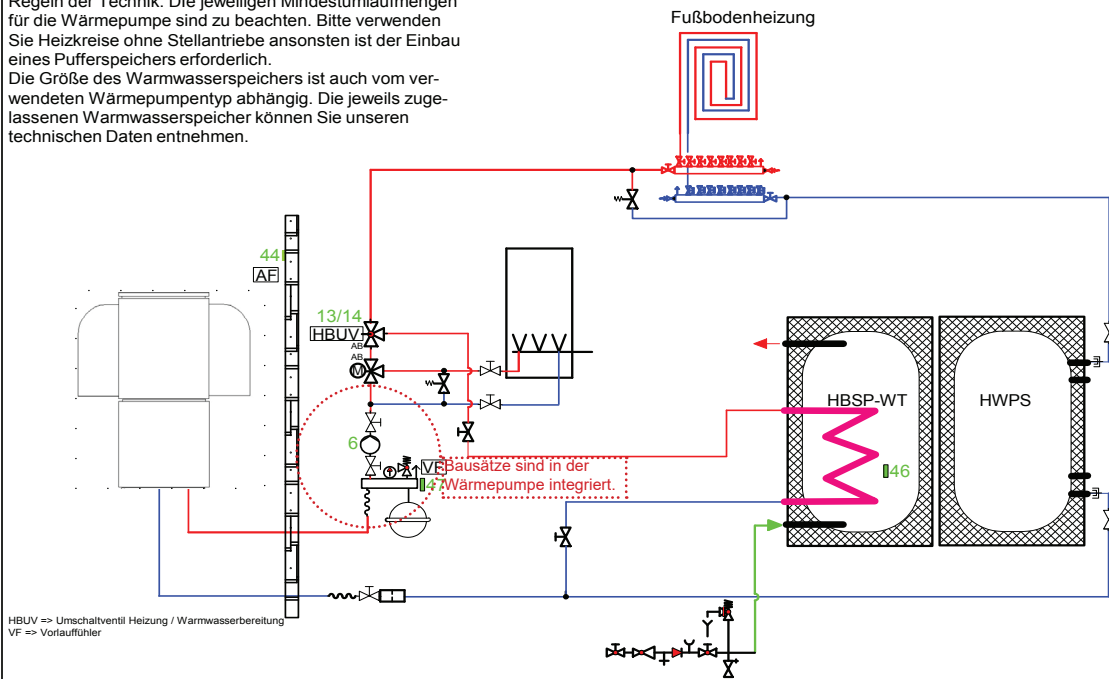 Regeln der Technik. Die jeweiligen Mindestumlaufmengen
für die Wärmepumpe sind zu beachten. Bitte verwenden
Sie Heizkreise ohne Stellantriebe ansonsten ist der Einbau
eines Pufferspeichers erforderlich.
Die Größe des Warmwasserspeichers ist auch vom ver-
wendeten Wärmepumpentyp abhängig. Die jeweils zuge-
lassenen Warmwasserspeicher können Sie unseren
technischen Daten entnehmen.
Fußbodenheizung
44
AF
13/14
HBUV
AB
AB
M
6
VF
47
Bausätze sind in der
Wärmepumpe integriert.
HBSP-WT
46
HWPS
HBUV => Umschaltventil Heizung / Warmwasserbereitung
VF => Vorlauffühler